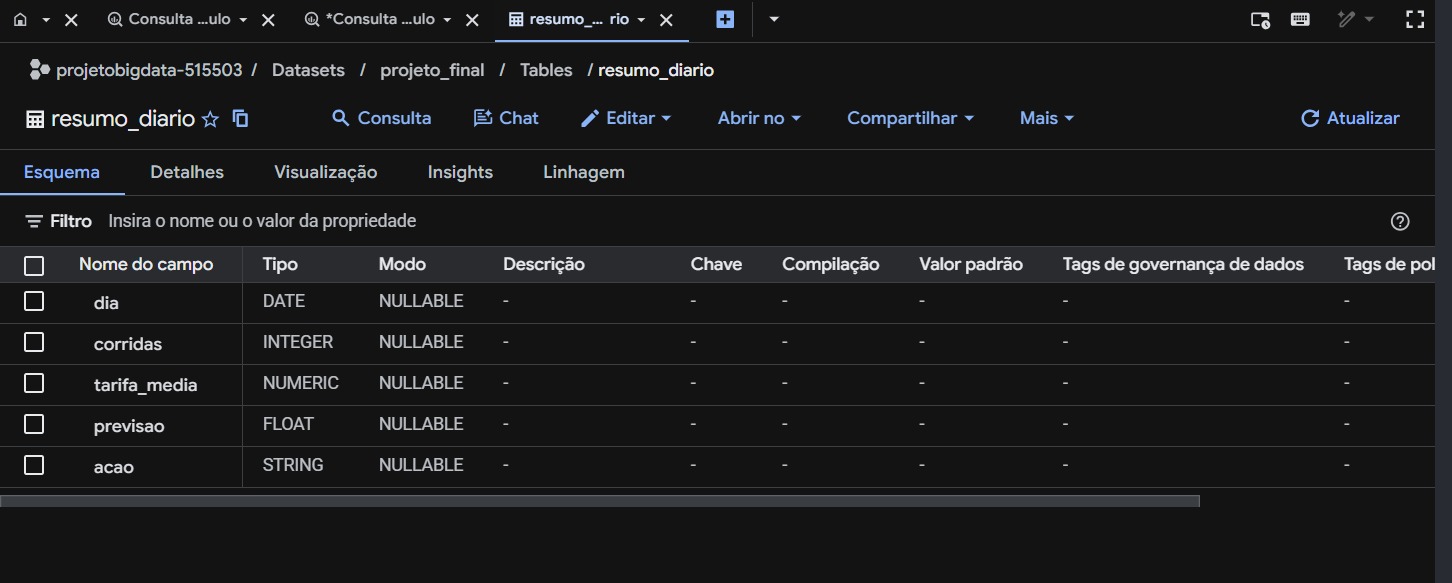 Consulta ...ulo *Consulta ...ulo resumo_... rio
projetobigdata-515503 / Datasets / projeto_final / Tables / resumo_diario
resumo_diario Consulta Chat Editar Abrir no Compartilhar Mais Atualizar
Esquema Detalhes Visualização Insights Linhagem
Filtro Insira o nome ou o valor da propriedade
Nome do campo Tipo Modo Descrição Chave Compilação Valor padrão Tags de governança de dados Tags de pol
dia DATE NULLABLE - - - - - -
corridas INTEGER NULLABLE - - - - - -
tarifa_media NUMERIC NULLABLE - - - - - -
previsao FLOAT NULLABLE - - - - - -
acao STRING NULLABLE - - - - - -